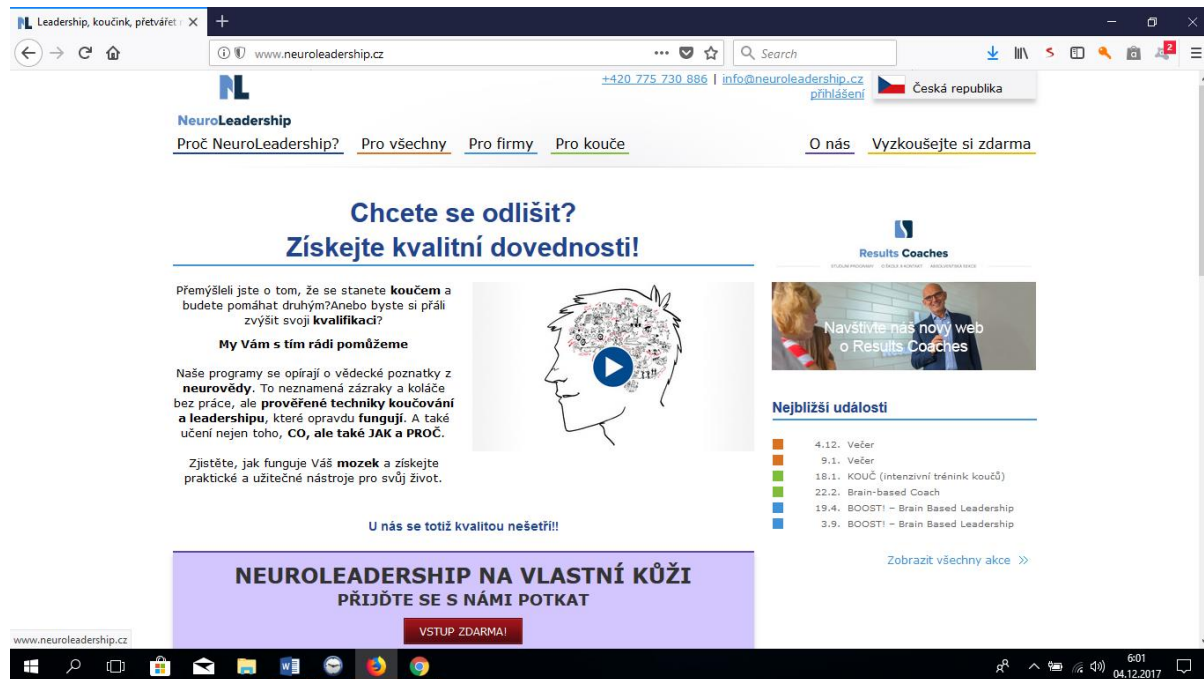 Leadership, koučink, přetvářet
www.neuroleadership.cz
Search
2
NL
NeuroLeadership
+420 775 730 886 | info@neuroleadership.cz
přihlášení
Česká republika
Proč NeuroLeadership? Pro všechny Pro firmy Pro kouče O nás Vyzkoušejte si zdarma
Chcete se odlišit?
Získejte kvalitní dovednosti!
Přemýšleli jste o tom, že se stanete koučem a
budete pomáhat druhým?Anebo byste si přáli
zvýšit svoji kvalifikaci?
My Vám s tím rádi pomůžeme
Naše programy se opírají o vědecké poznatky z
neurovědy. To neznamená zázraky a koláče
bez práce, ale prověřené techniky koučování
a leadershipu, které opravdu fungují. A také
učení nejen toho, CO, ale také JAK a PROČ.
Zjistěte, jak funguje Váš mozek a získejte
praktické a užitečné nástroje pro svůj život.
U nás se totiž kvalitou nešetří!!
Results Coaches
Navštivte náš nový web
o Results Coaches
Nejbližší události
4.12. Večer
9.1. Večer
18.1. KOUČ (intenzivní trénink koučů)
22.2. Brain-based Coach
19.4. BOOST! – Brain Based Leadership
3.9. BOOST! – Brain Based Leadership
Zobrazit všechny akce
NEUROLEADERSHIP NA VLASTNÍ KŮŽI
PŘIJĎTE SE S NÁMI POTKAT
VSTUP ZDARMA!
www.neuroleadership.cz
6:01
04.12.2017